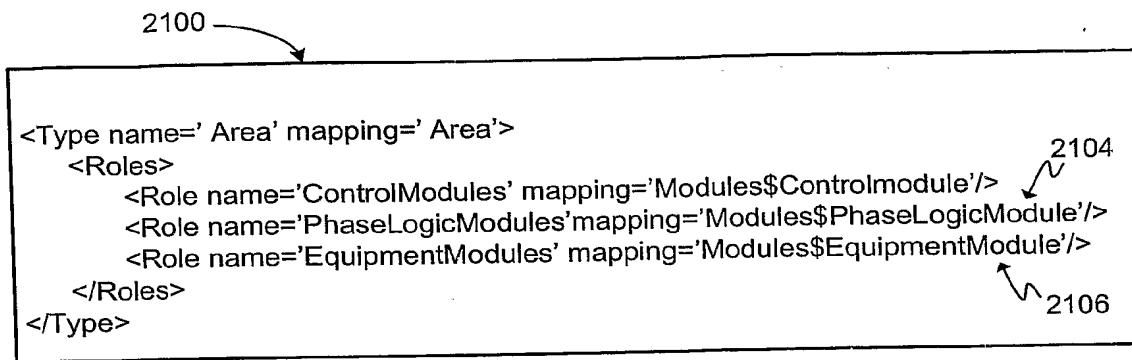 2100
<Type name=' Area' mapping=' Area'>
<Roles>
<Role name='ControlModules' mapping='Modules$Controlmodule'/>
2104
<Role name='PhaseLogicModules'mapping='Modules$PhaseLogicModule'/>
<Role name='EquipmentModules' mapping='Modules$EquipmentModule'/>
</Roles>
2106
</Type>